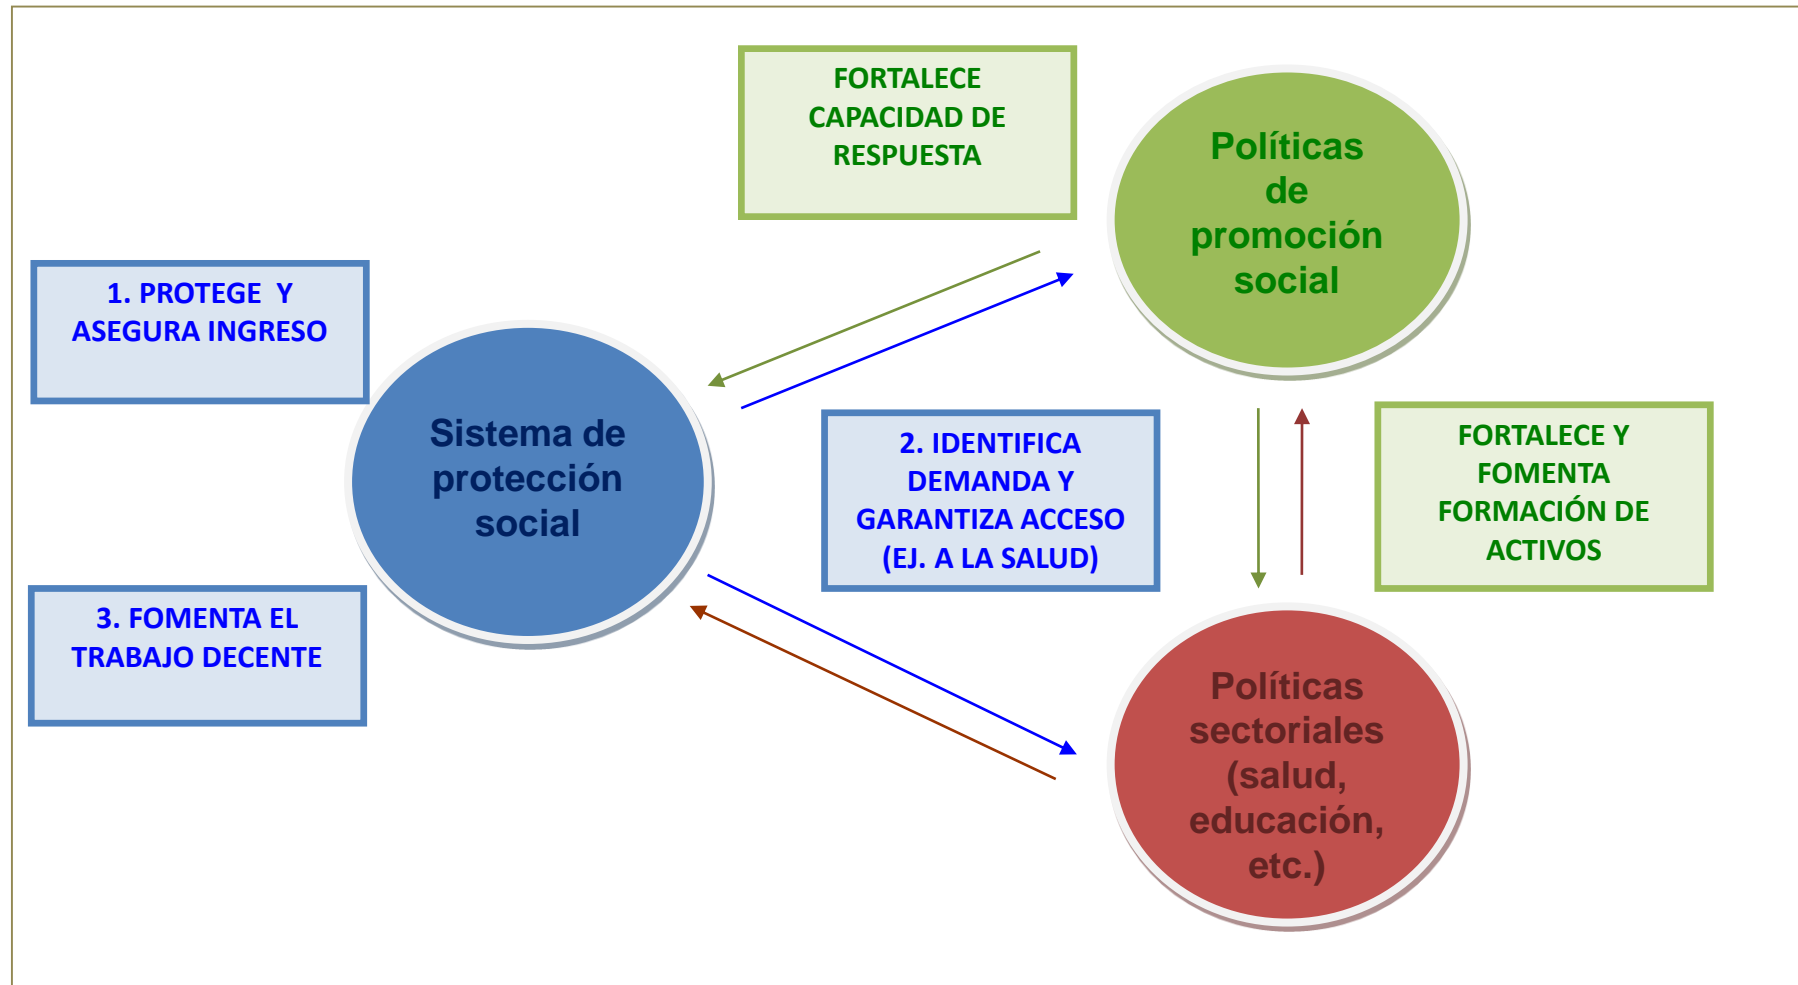 FORTALECE
CAPACIDAD DE
RESPUESTA
Políticas
de
promoción
social
1. PROTEGE  Y
ASEGURA INGRESO
Sistema de
protección
social
2. IDENTIFICA
DEMANDA Y
GARANTIZA ACCESO
(EJ. A LA SALUD)
FORTALECE Y
FOMENTA
FORMACIÓN DE
ACTIVOS
3. FOMENTA EL
TRABAJO DECENTE
Políticas
sectoriales
(salud,
educación,
etc.)